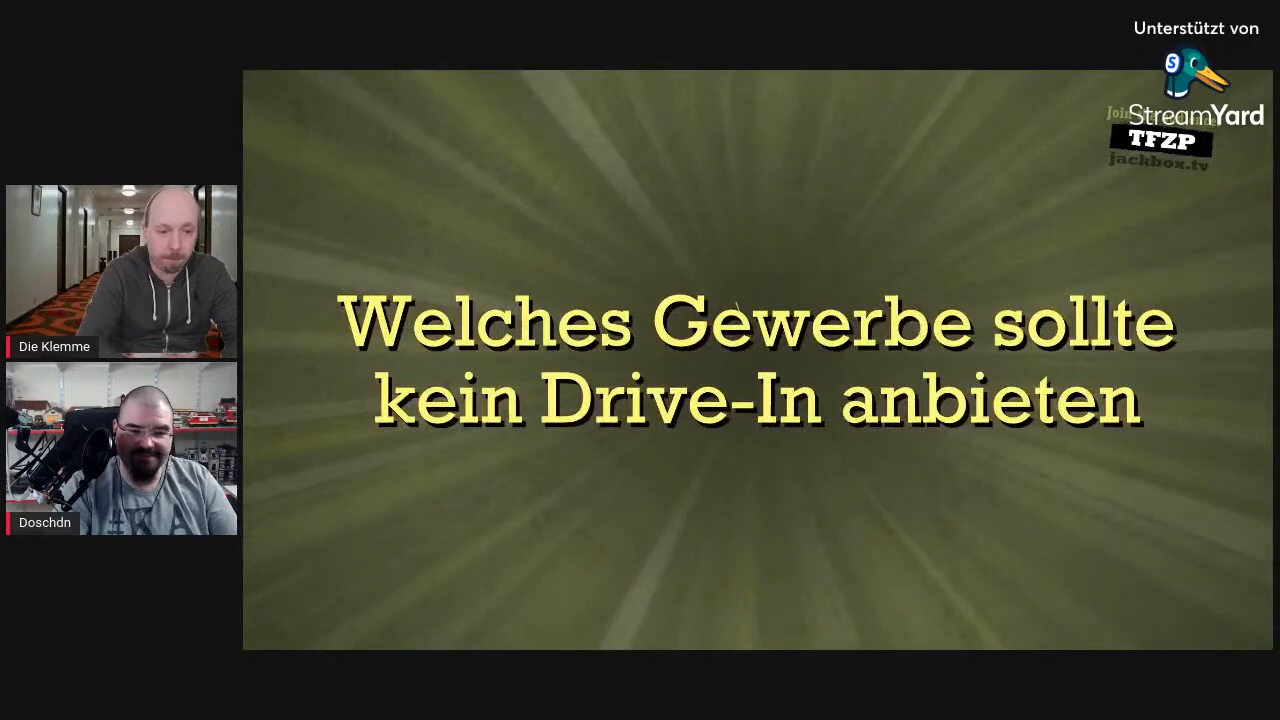 Unterstützt von
StreamYard
TFZP
jackbox.tv
Welches Gewerbe sollte
kein Drive-In anbieten
Die Klemme
Doschdn